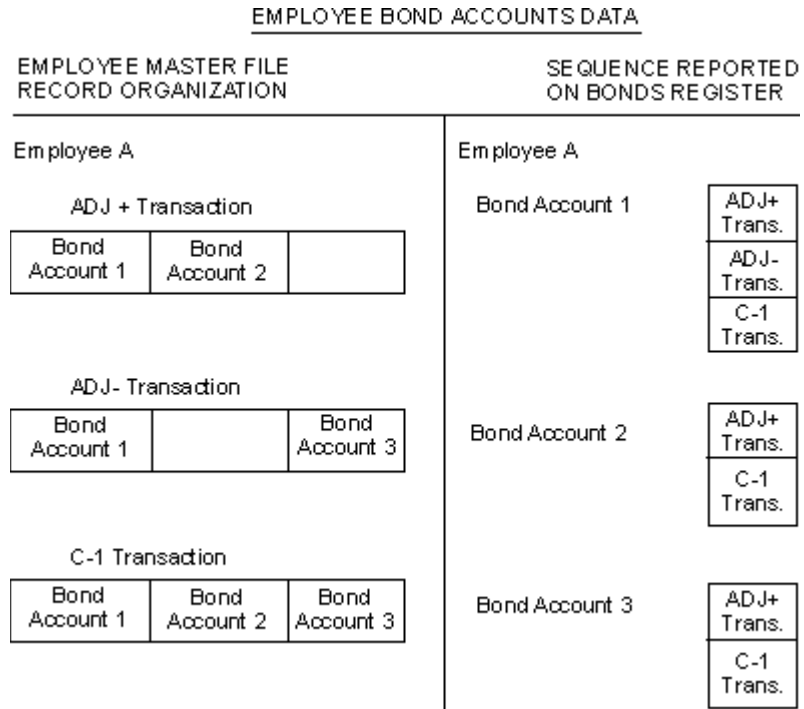 EMPLOYEE BOND ACCOUNTS DATA
EMPLOYEE MASTER FILE
RECORD ORGANIZATION
SEQUENCE REPORTED
ON BONDS REGISTER
Employee A
ADJ + Transaction
Bond
Account 1
Bond
Account 2
ADJ- Transaction
Bond
Account 1
Bond
Account 3
C-1 Transaction
Bond
Account 1
Bond
Account 2
Bond
Account 3
Employee A
Bond Account 1
ADJ+
Trans.
ADJ-
Trans.
C-1
Trans.
Bond Account 2
ADJ+
Trans.
C-1
Trans.
Bond Account 3
ADJ+
Trans.
C-1
Trans.